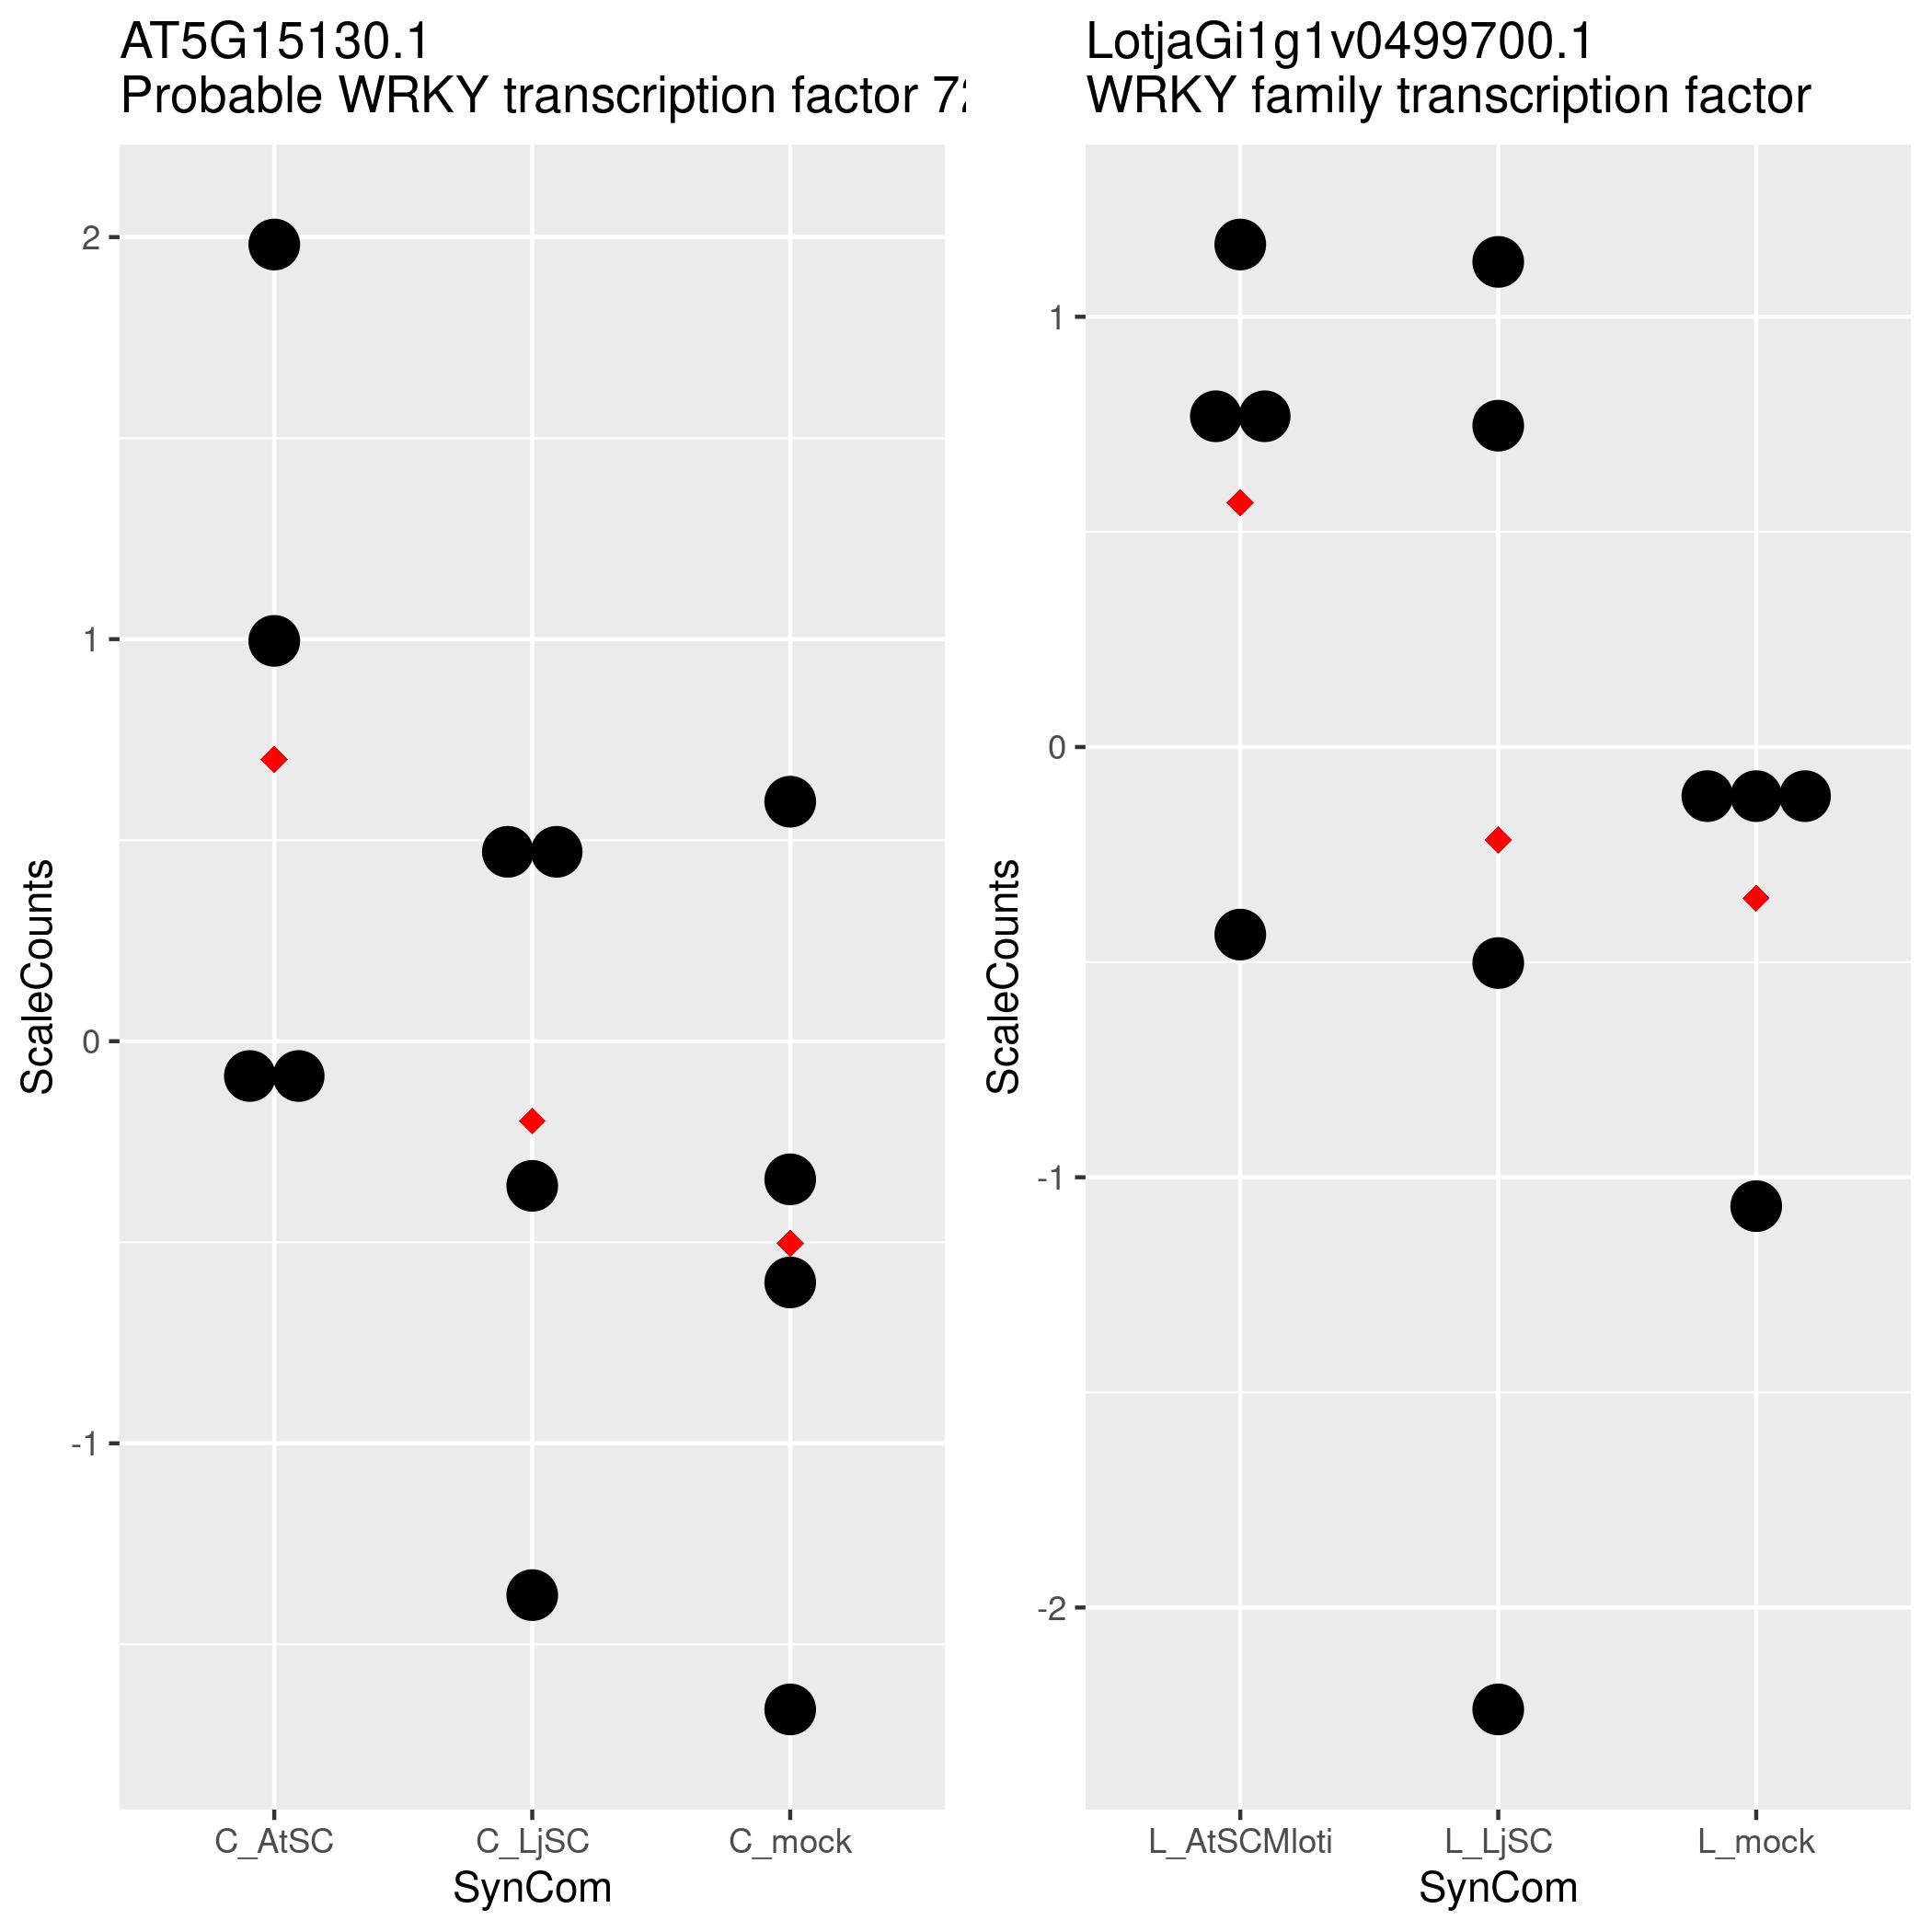 AT5G15130.1
Probable WRKY transcription factor
LotjaGi1g1v0499700.1
WRKY family transcription factor
ScaleCounts
2
1
0
-1
C_AtSC
C_LjSC
C_mock
SynCom
ScaleCounts
1
0
-1
-2
L_AtSCMloti
L_LjSC
L_mock
SynCom